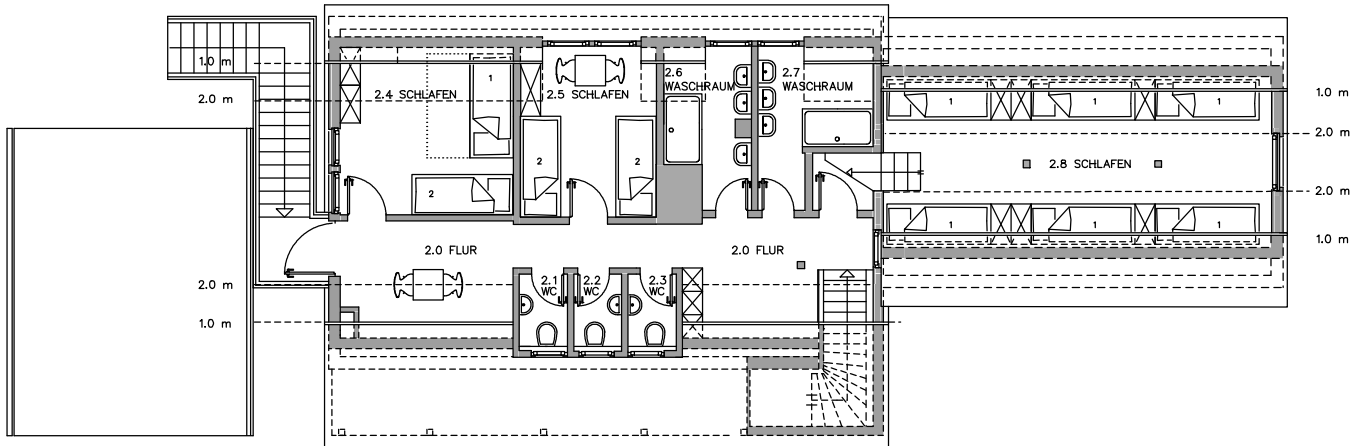 1.0 m
2.0 m
2.0 m
1.0 m
2.4 SCHLAFEN
1
2
2.5 SCHLAFEN
2
2
2.6
WASCHRAUM
2.7
WASCHRAUM
1
1
1
2.8 SCHLAFEN
1
1
1
1.0 m
2.0 m
2.0 m
1.0 m
2.0 FLUR
2.0 FLUR
2.1
WC
2.2
WC
2.3
WC